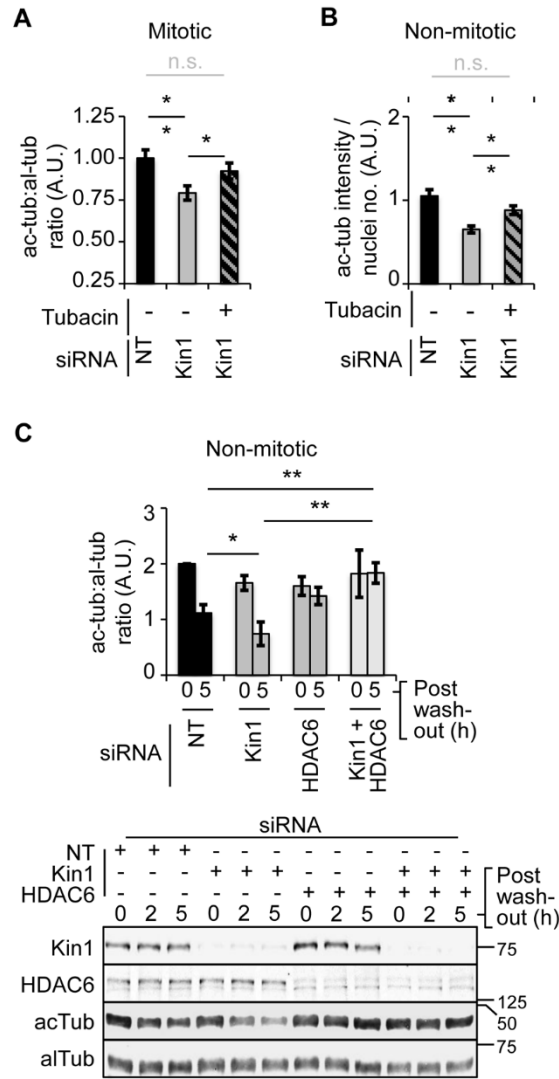 A
Mitotic
n.s.
*
*
*
1.25
1.00
0.75
0.25
ac-tub:al-tub
ratio (A.U.)
Tubacin - - +
siRNA NT Kin1 Kin1
B
Non-mitotic
n.s.
*
*
*
*
2
1
0
ac-tub intensity /
nuclei no. (A.U.)
Tubacin - - +
siRNA NT Kin1 Kin1
C
Non-mitotic
**
**
*
3
2
1
0
ac-tub:al-tub
ratio (A.U.)
0 5 0 5 0 5 0 5
Post
wash-
out (h)
siRNA NT Kin1 HDAC6 Kin1 +
HDAC6
siRNA
NT + + + - - - - - - - - -
Kin1 - - - + + + - - - + + +
HDAC6 - - - - - - + + + + + +
0 2 5 0 2 5 0 2 5 0 2 5
Post
wash-
out (h)
Kin1 75
HDAC6
125
acTub 50
75
alTub